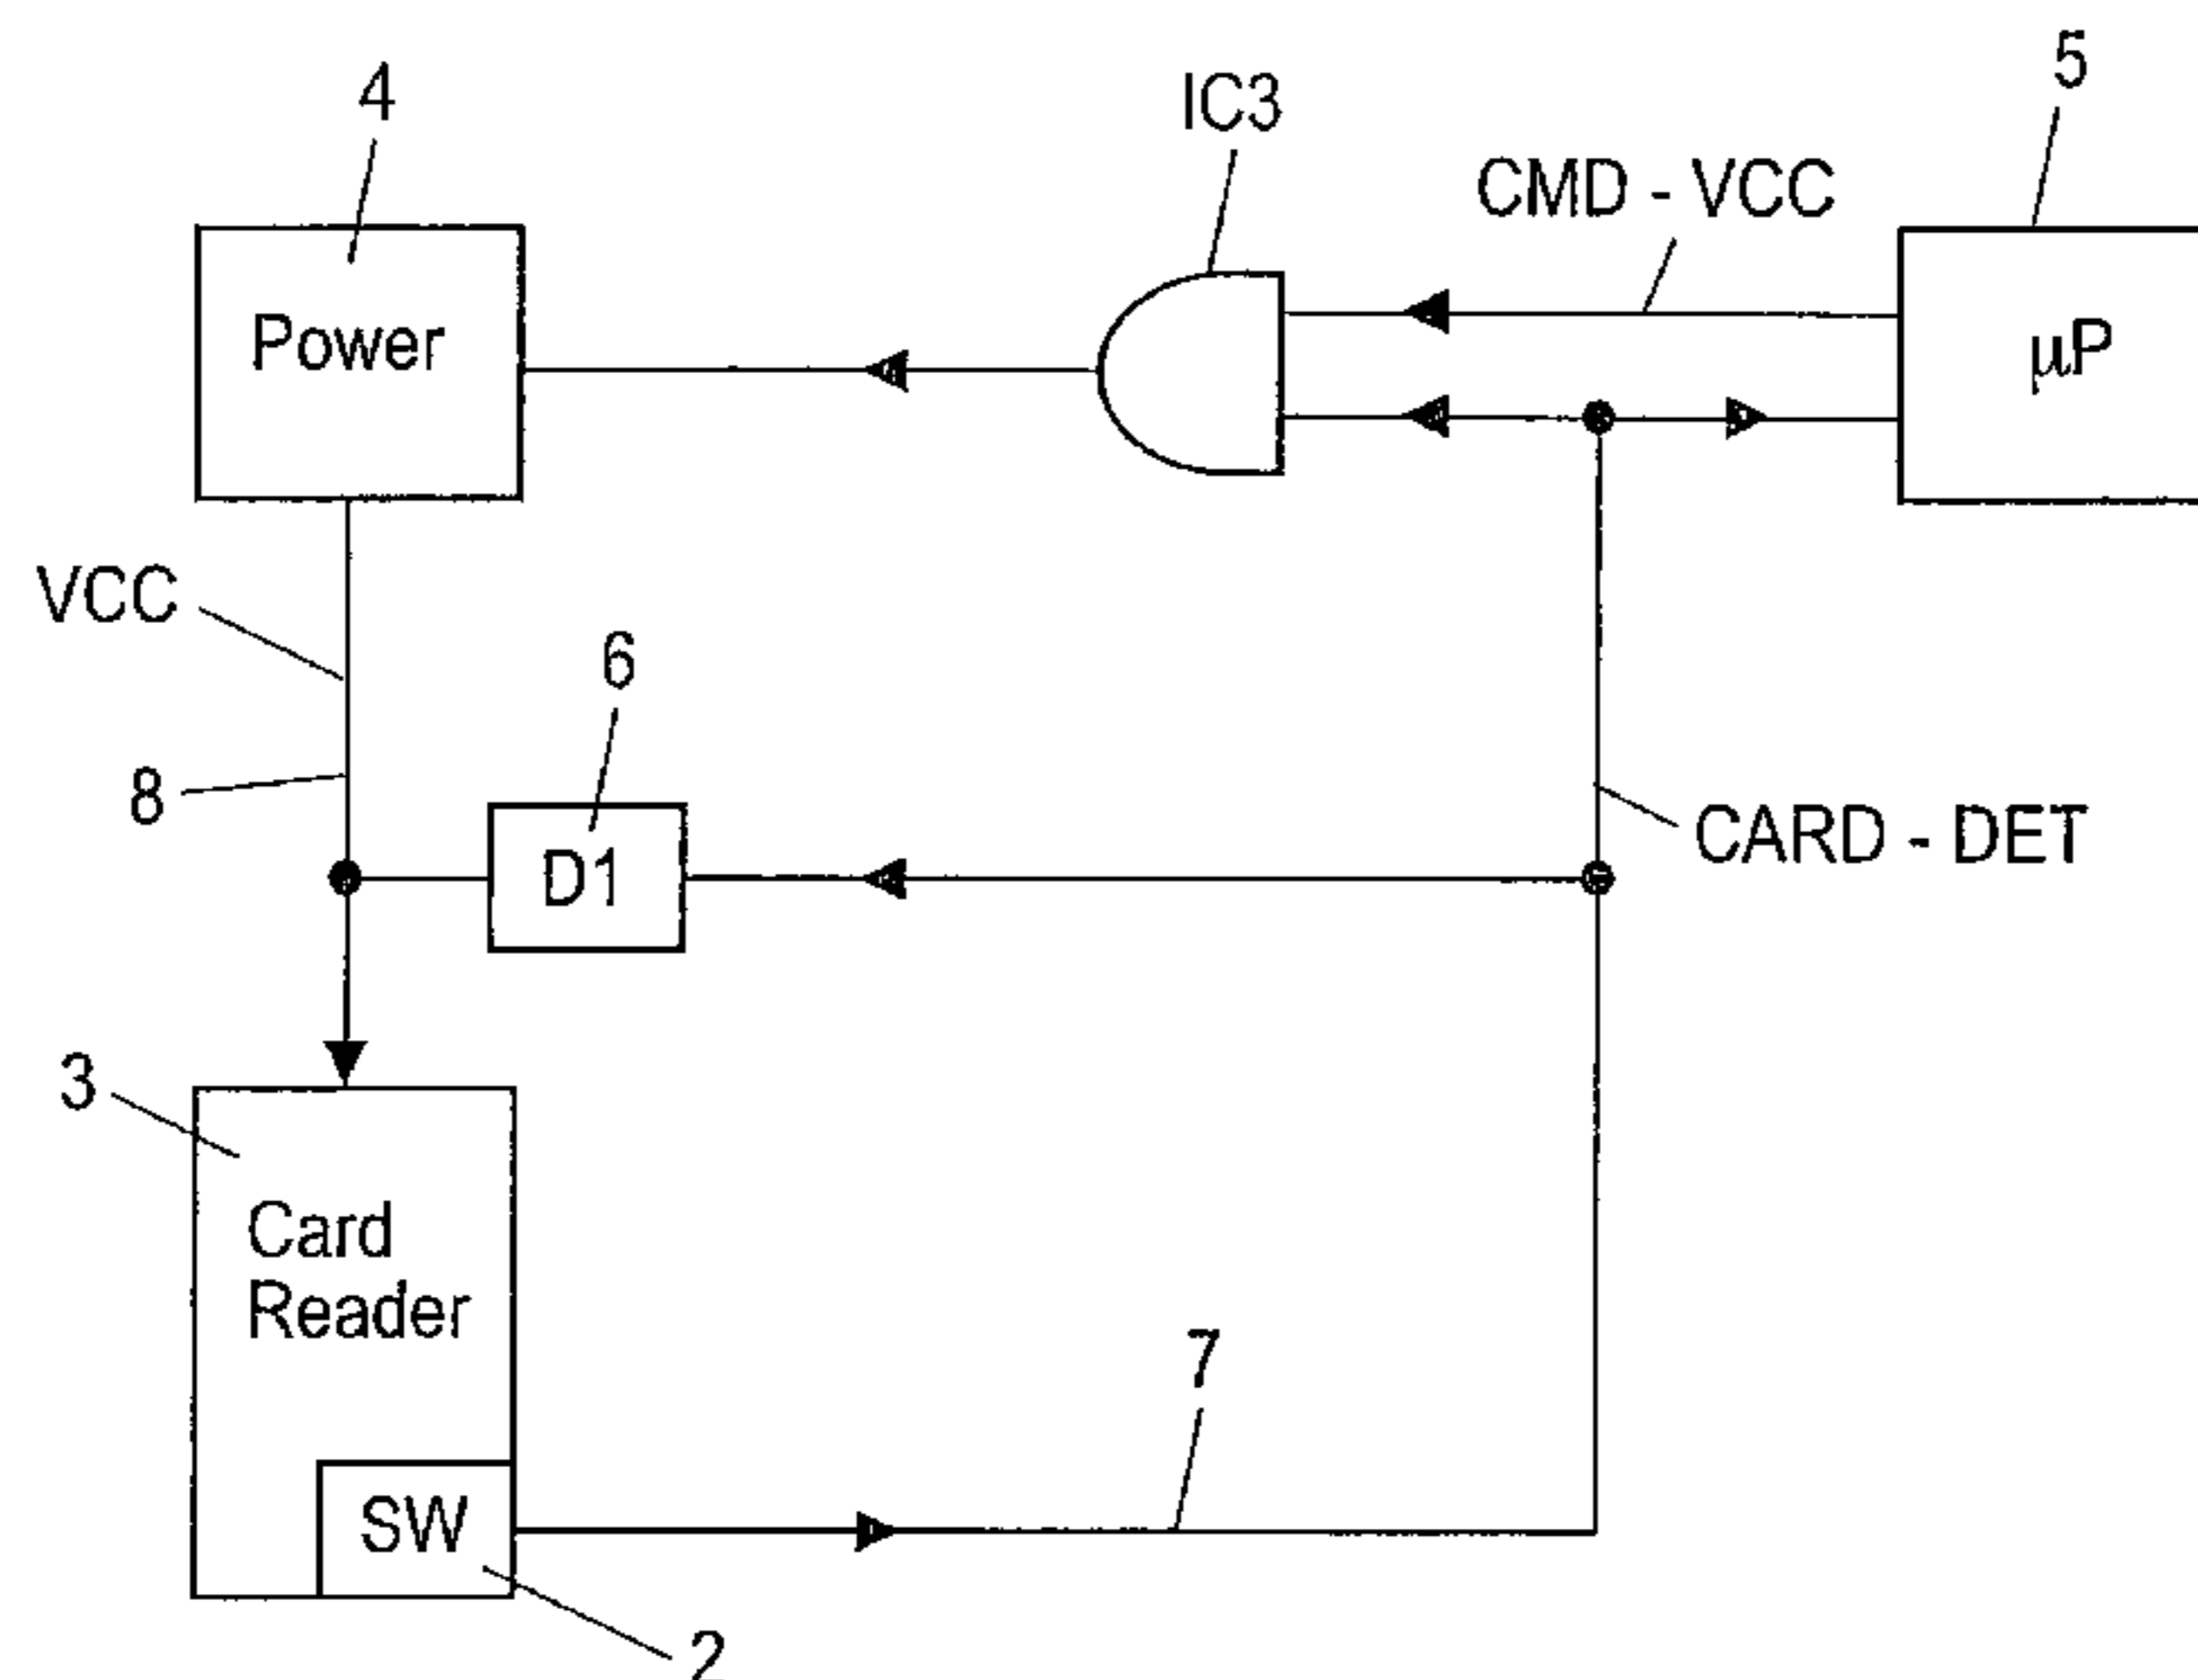 4
IC3
5
CMD - VCC
Power
µP
VCC
6
8
D1
CARD - DET
3
Card
Reader
7
SW
2